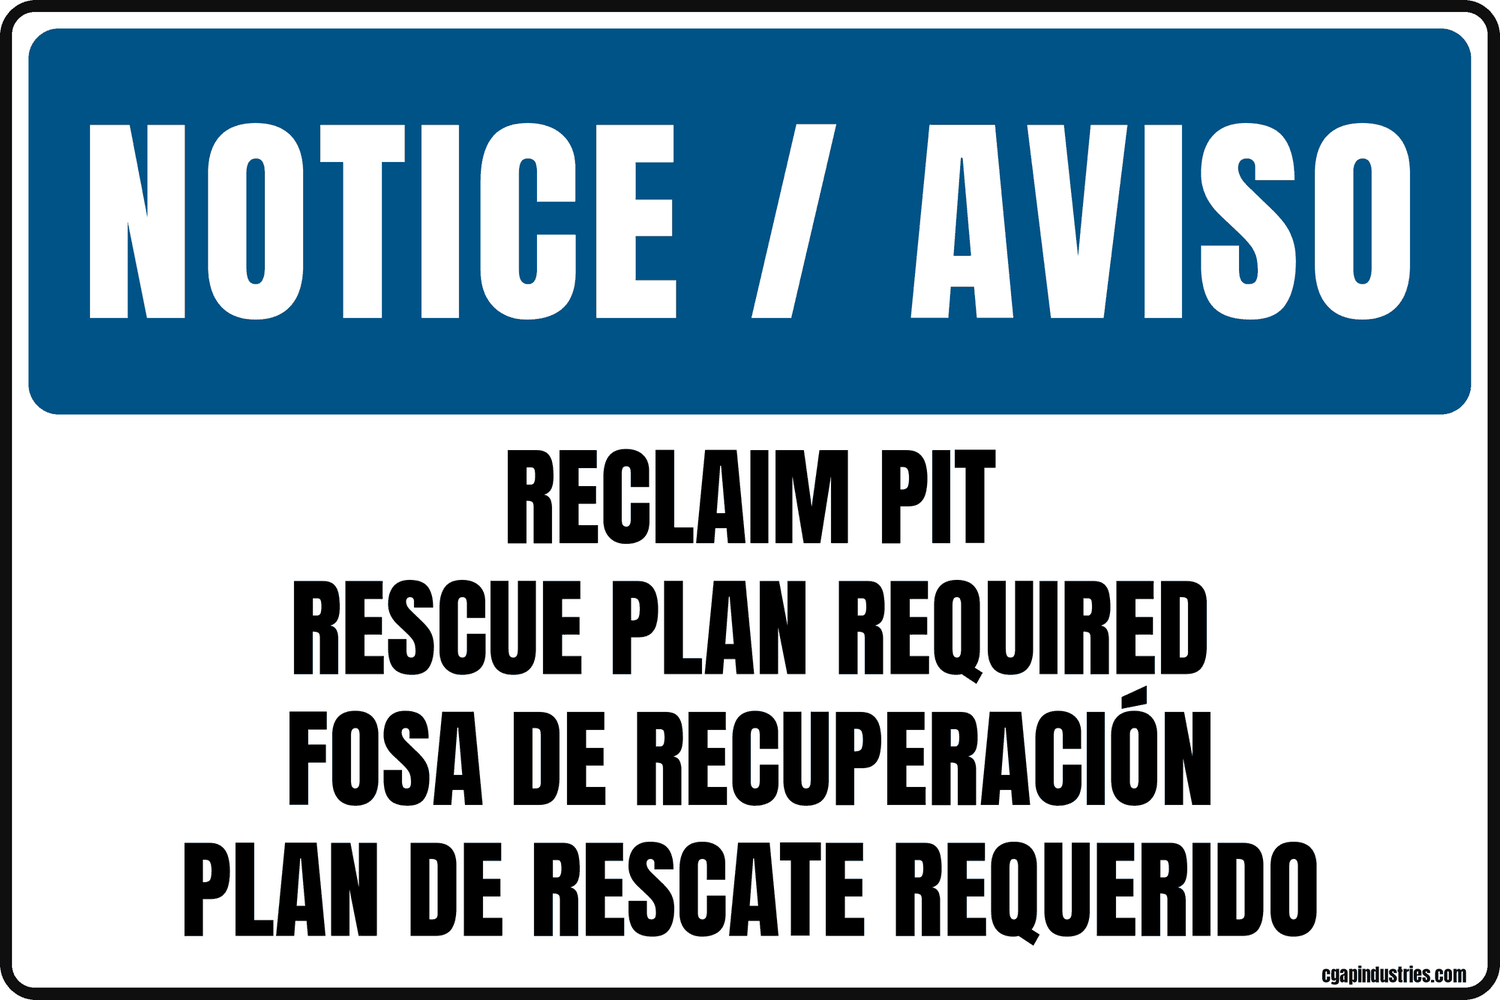 NOTICE / AVISO
RECLAIM PIT
RESCUE PLAN REQUIRED
FOSA DE RECUPERACIÓN
PLAN DE RESCATE REQUERIDO
cgapindustries.com